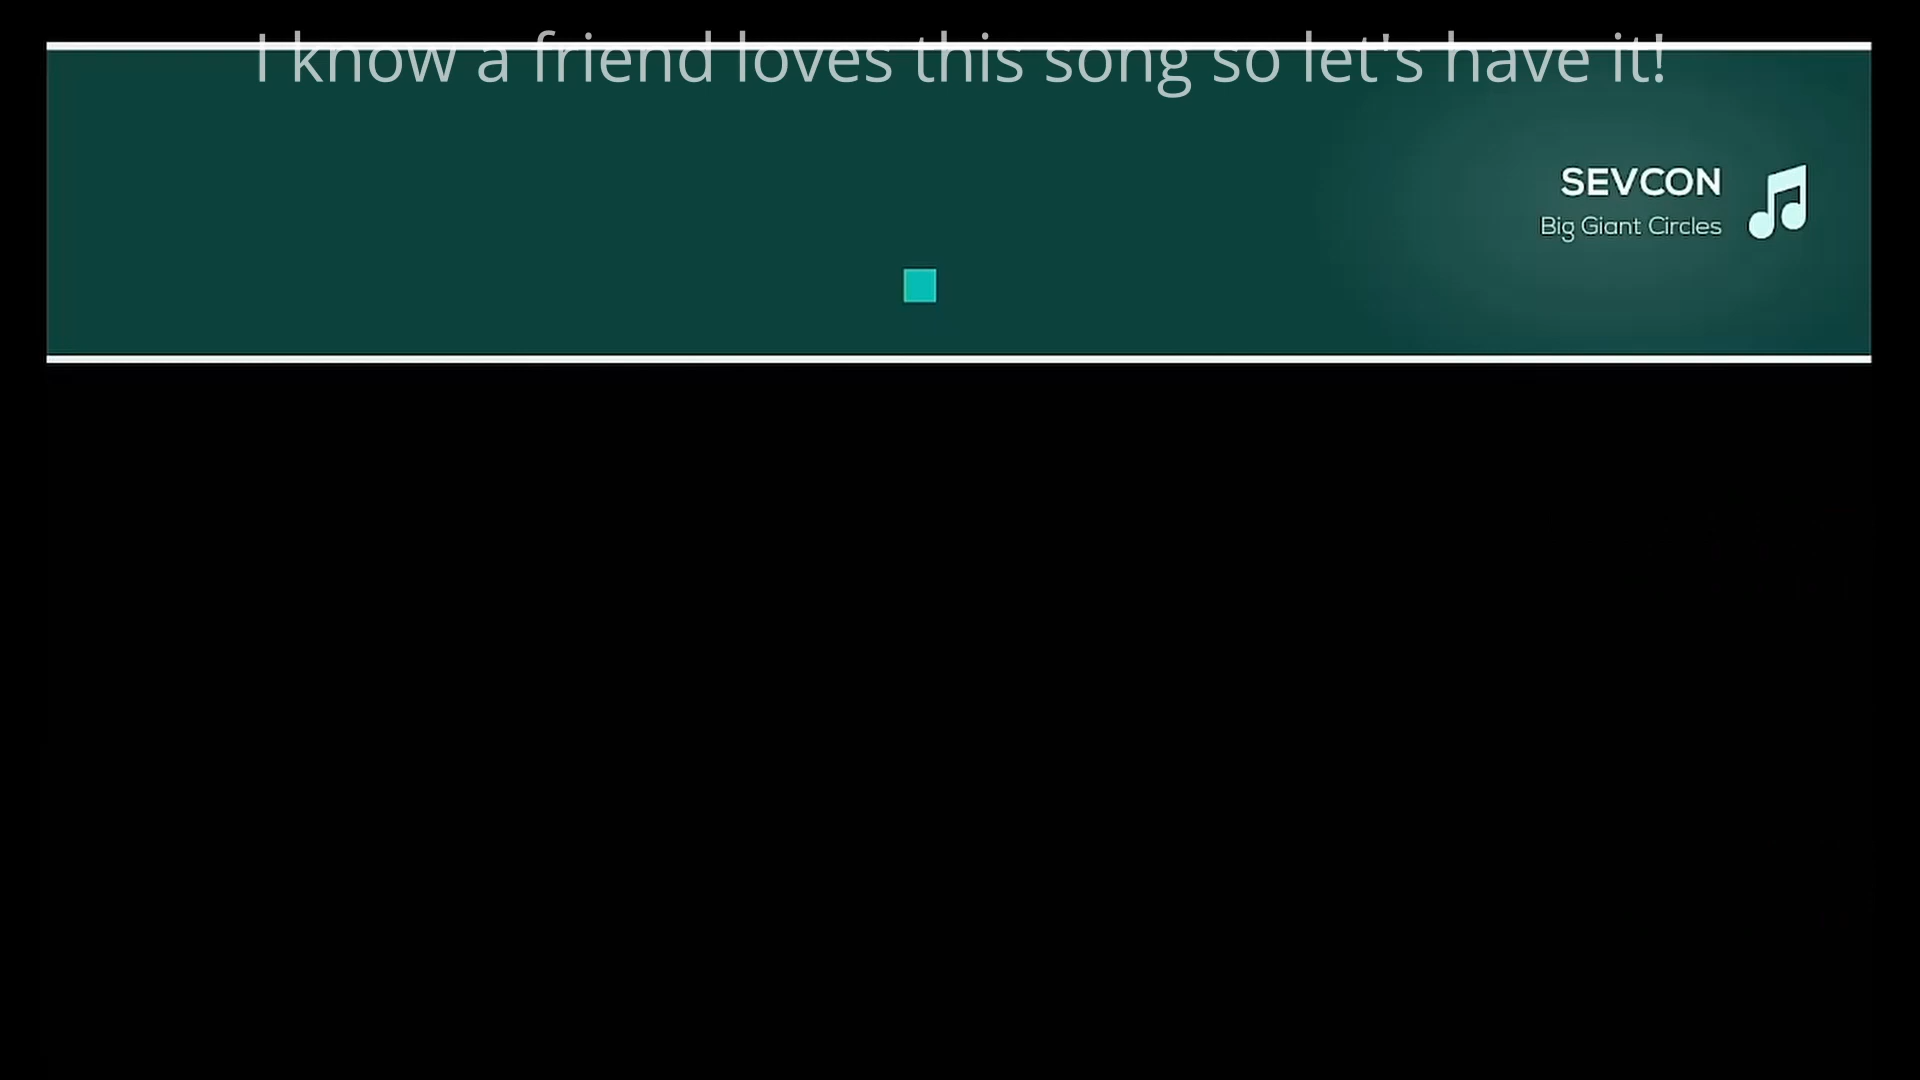 I know a friend loves this song so let's have it!
SEVCON
Big Giant Circles